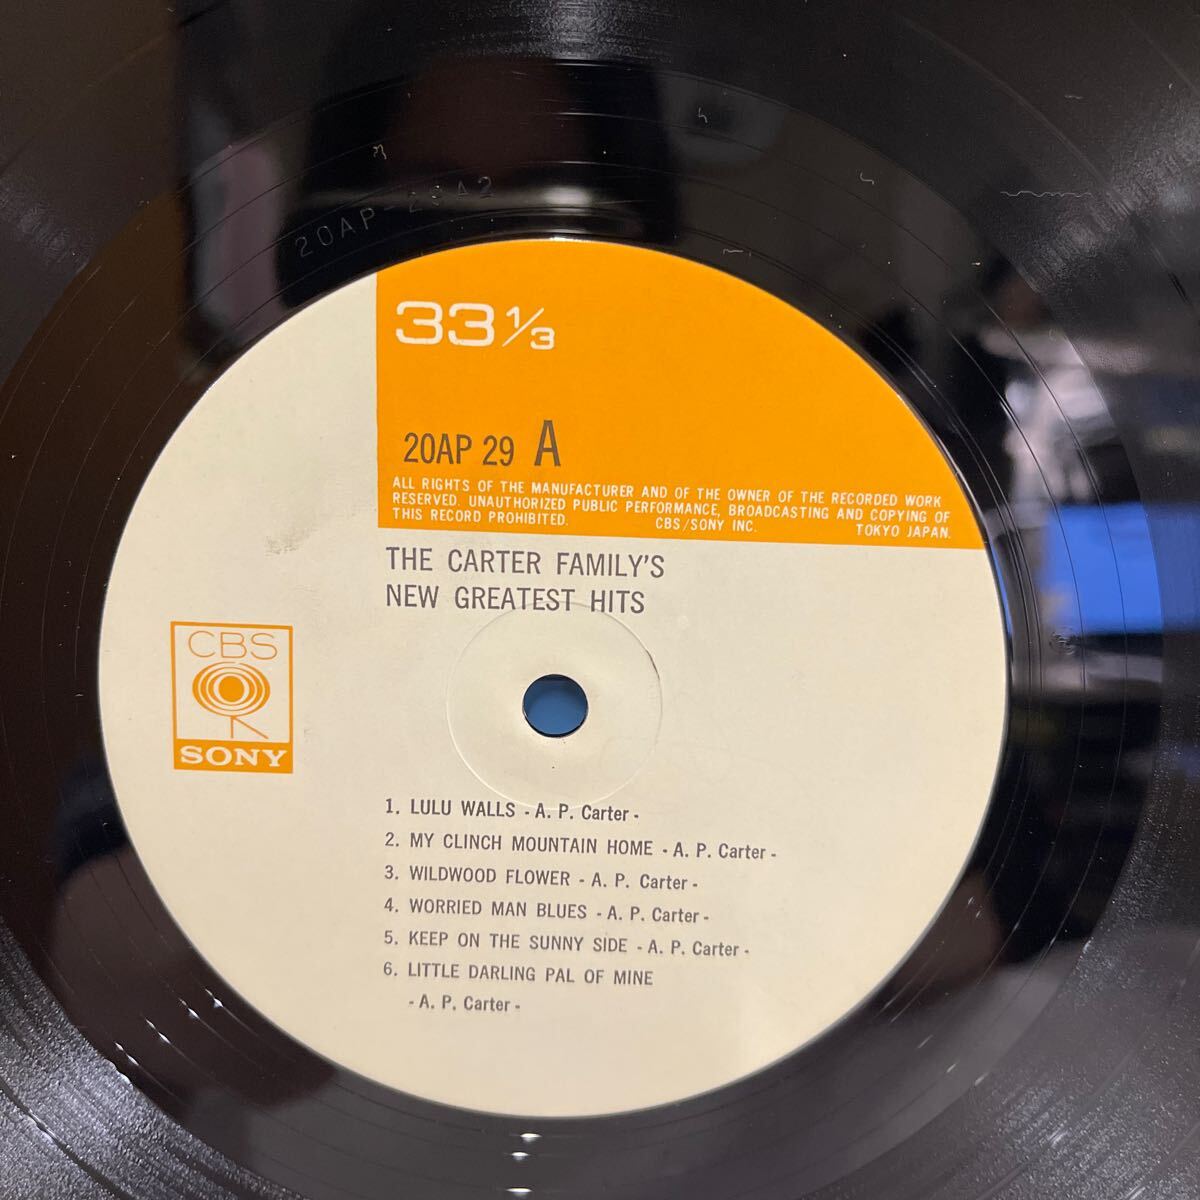 20AP-2942
33 1/3
20AP 29 A
ALL RIGHTS OF THE MANUFACTURER AND OF THE OWNER OF THE RECORDED WORK
RESERVED. UNAUTHORIZED PUBLIC PERFORMANCE, BROADCASTING AND COPYING OF
THIS RECORD PROHIBITED. CBS/SONY INC. TOKYO JAPAN.
THE CARTER FAMILY'S
NEW GREATEST HITS
CBS
SONY
1. LULU WALLS - A. P. Carter -
2. MY CLINCH MOUNTAIN HOME - A. P. Carter -
3. WILDWOOD FLOWER - A. P. Carter -
4. WORRIED MAN BLUES - A. P. Carter -
5. KEEP ON THE SUNNY SIDE - A. P. Carter -
6. LITTLE DARLING PAL OF MINE
- A. P. Carter -